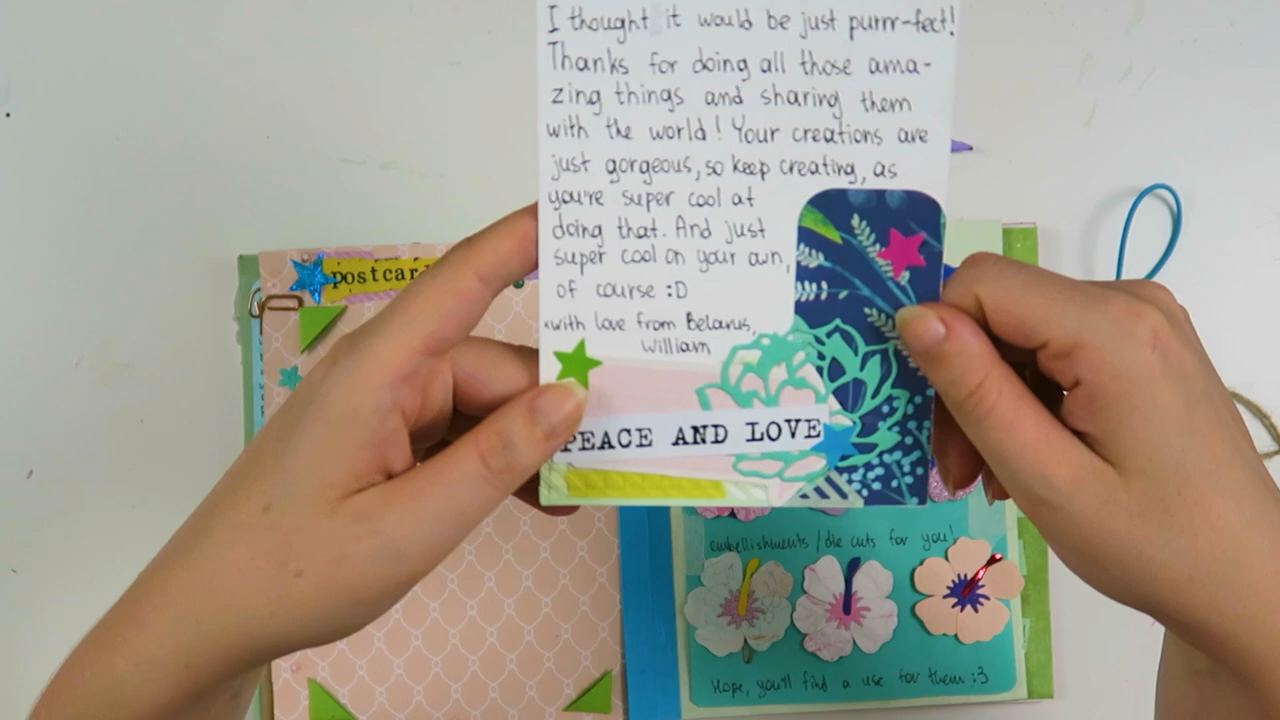 I thought it would be just purrr-fect!
Thanks for doing all those ama-
zing things and sharing them
with the world! Your creations are
just gorgeous, so keep creating, as
you're super cool at
doing that. And just
super cool on your own,
of course :D
with love from Belarus,
William
PEACE AND LOVE
postcar
embellishments / die cuts for you!
Hope, you'll find a use for them :3